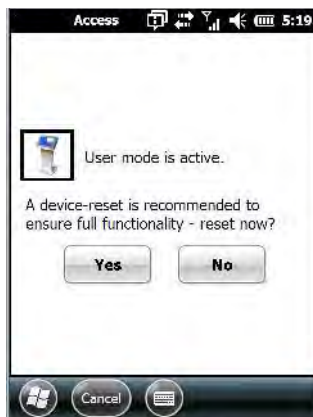 Access 5:19
User mode is active.
A device-reset is recommended to
ensure full functionality - reset now?
Yes No
Cancel